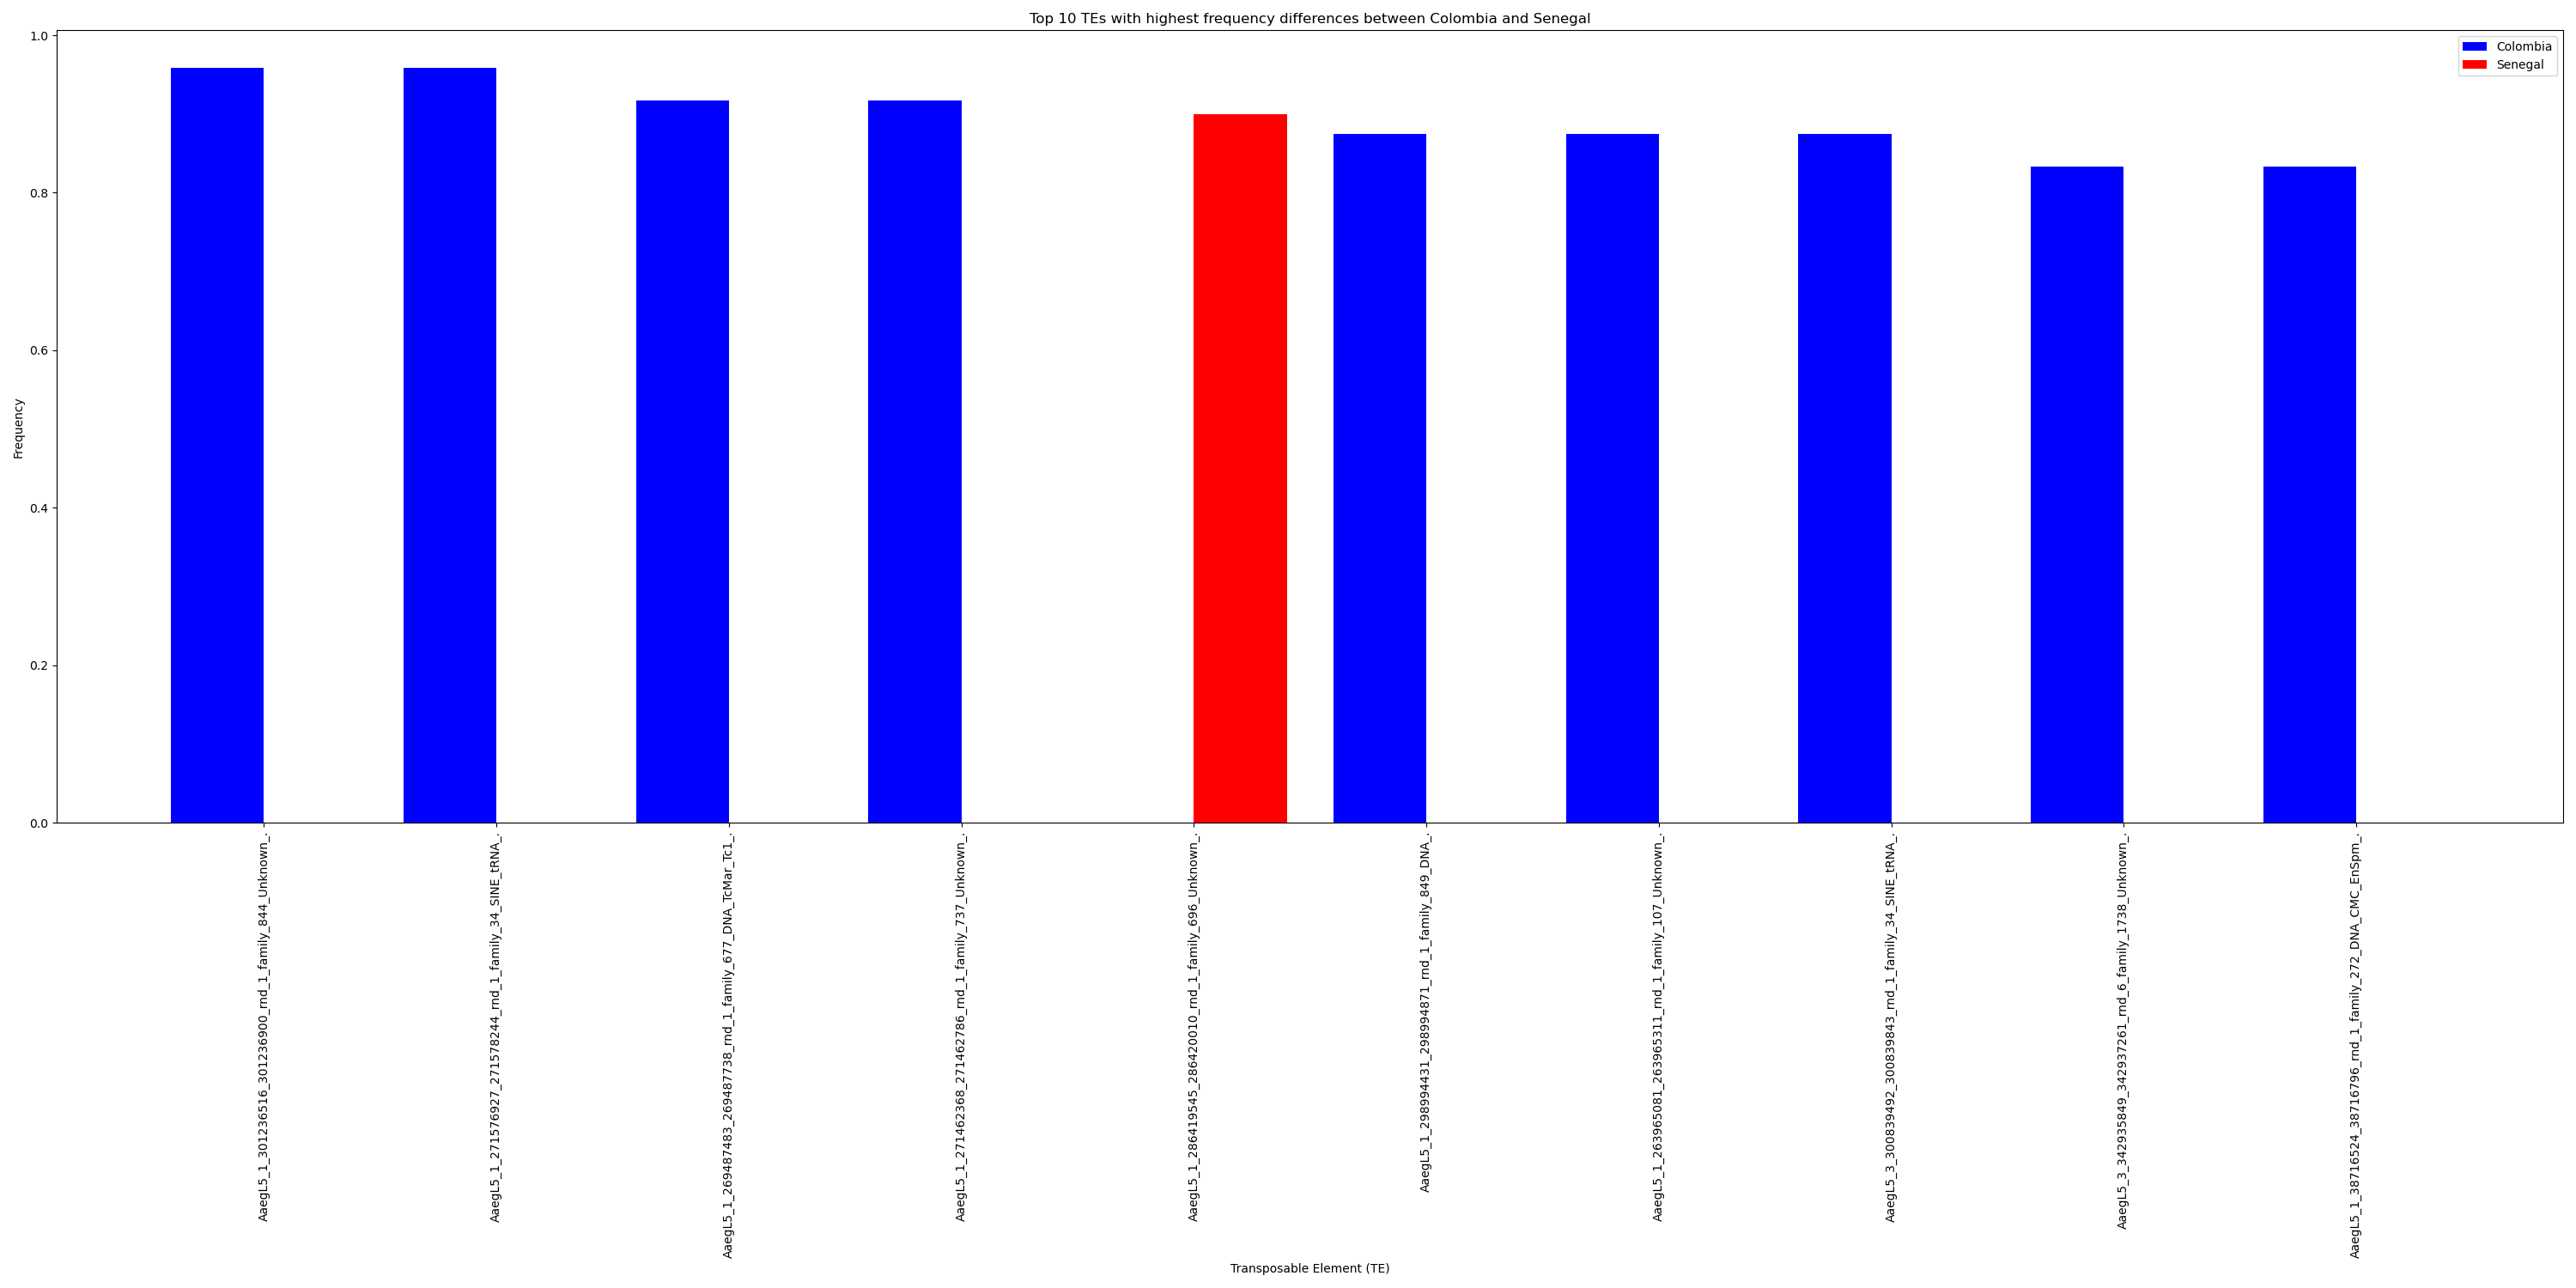 Top 10 TEs with highest frequency differences between Colombia and Senegal
Colombia
Senegal
1.0
0.8
0.6
0.4
0.2
0.0
Frequency
AaegL5_1_301236516_301236900_rnd_1_family_844_Unknown_.
AaegL5_1_271576927_271578244_rnd_1_family_34_SINE_tRNA_.
AaegL5_1_269487483_269487738_rnd_1_family_677_DNA_TcMar_Tc1_.
AaegL5_1_271462368_271462786_rnd_1_family_737_Unknown_.
AaegL5_1_286419545_286420010_rnd_1_family_696_Unknown_.
AaegL5_1_298994431_298994871_rnd_1_family_849_DNA_.
AaegL5_1_263965081_263965311_rnd_1_family_107_Unknown_.
AaegL5_3_300839492_300839843_rnd_1_family_34_SINE_tRNA_.
AaegL5_3_342935849_342937261_rnd_6_family_1738_Unknown_.
AaegL5_1_38716524_38716796_rnd_1_family_272_DNA_CMC_EnSpm_.
Transposable Element (TE)